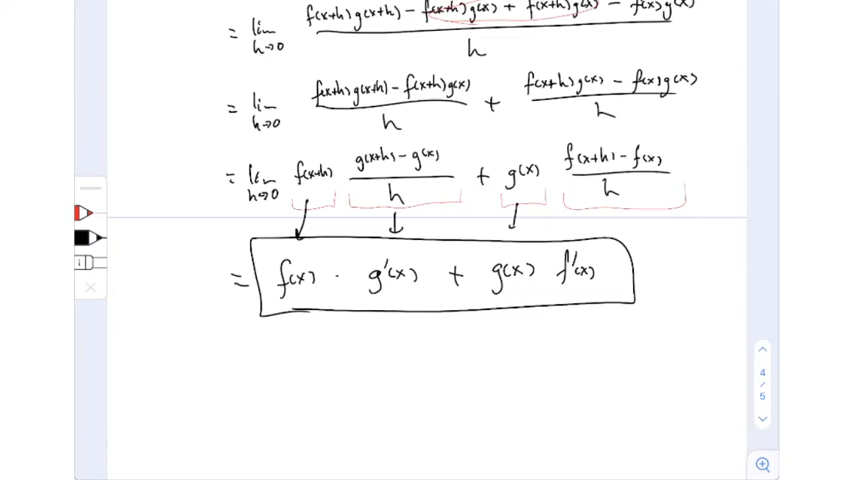 = lim h→0 (f(x+h)g(x+h) − f(x+h)g(x) + f(x+h)g(x) − f(x)g(x)) / h
= lim h→0 (f(x+h)g(x+h) − f(x+h)g(x)) / h + (f(x+h)g(x) − f(x)g(x)) / h
= lim h→0 f(x+h) (g(x+h) − g(x)) / h + g(x) (f(x+h) − f(x)) / h
= f(x) · g'(x) + g(x) f'(x)
4
/
5